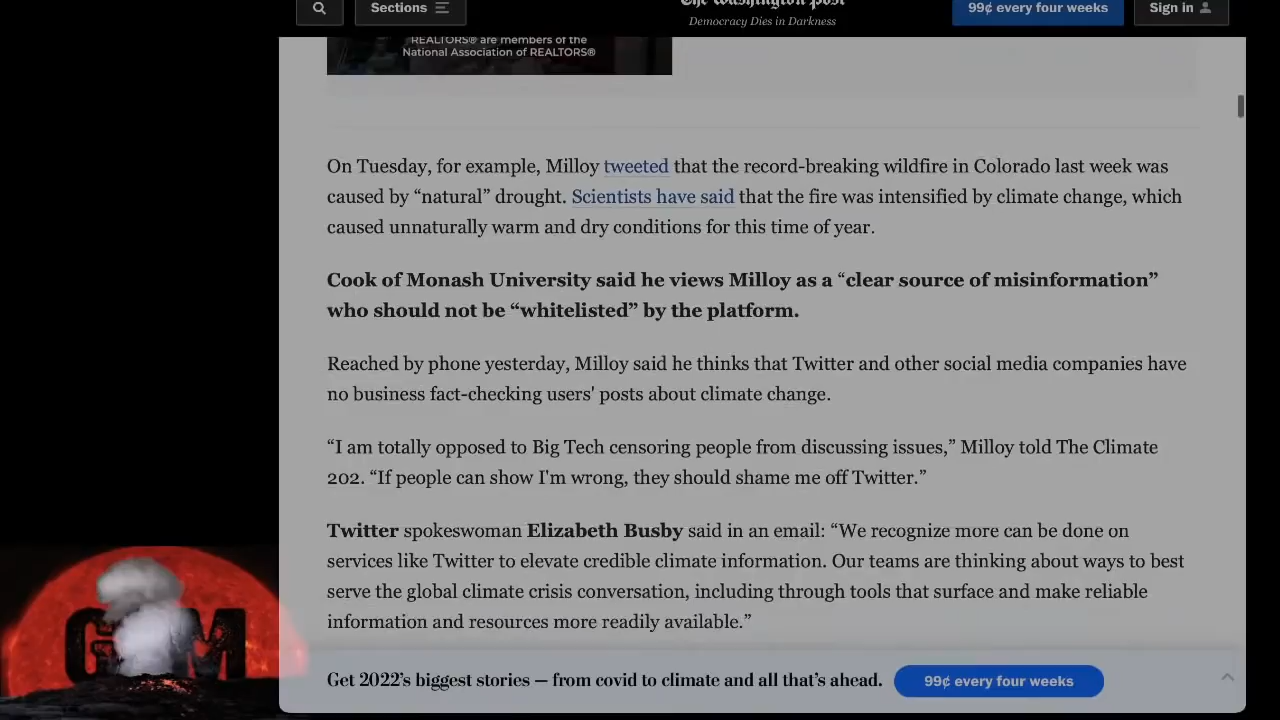 Sections
The Washington Post
99¢ every four weeks
Sign in
Democracy Dies in Darkness
REALTORS® are members of the
National Association of REALTORS®
On Tuesday, for example, Milloy tweeted that the record-breaking wildfire in Colorado last week was
caused by “natural” drought. Scientists have said that the fire was intensified by climate change, which
caused unnaturally warm and dry conditions for this time of year.
Cook of Monash University said he views Milloy as a “clear source of misinformation”
who should not be “whitelisted” by the platform.
Reached by phone yesterday, Milloy said he thinks that Twitter and other social media companies have
no business fact-checking users' posts about climate change.
“I am totally opposed to Big Tech censoring people from discussing issues,” Milloy told The Climate
202. “If people can show I'm wrong, they should shame me off Twitter.”
Twitter spokeswoman Elizabeth Busby said in an email: “We recognize more can be done on
services like Twitter to elevate credible climate information. Our teams are thinking about ways to best
serve the global climate crisis conversation, including through tools that surface and make reliable
information and resources more readily available.”
Get 2022’s biggest stories — from covid to climate and all that’s ahead.
99¢ every four weeks